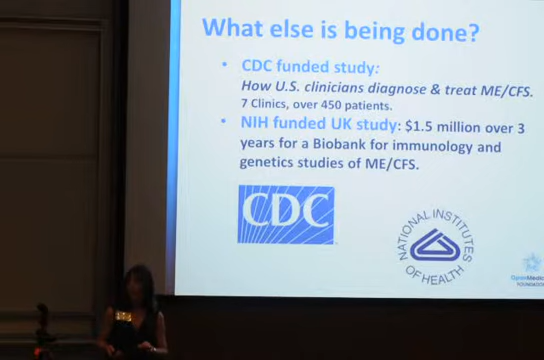 What else is being done?
• CDC funded study:
How U.S. clinicians diagnose & treat ME/CFS.
7 Clinics, over 450 patients.
• NIH funded UK study: $1.5 million over 3
years for a Biobank for immunology and
genetics studies of ME/CFS.
CDC
NATIONAL INSTITUTES
OF HEALTH
FOUNDATION